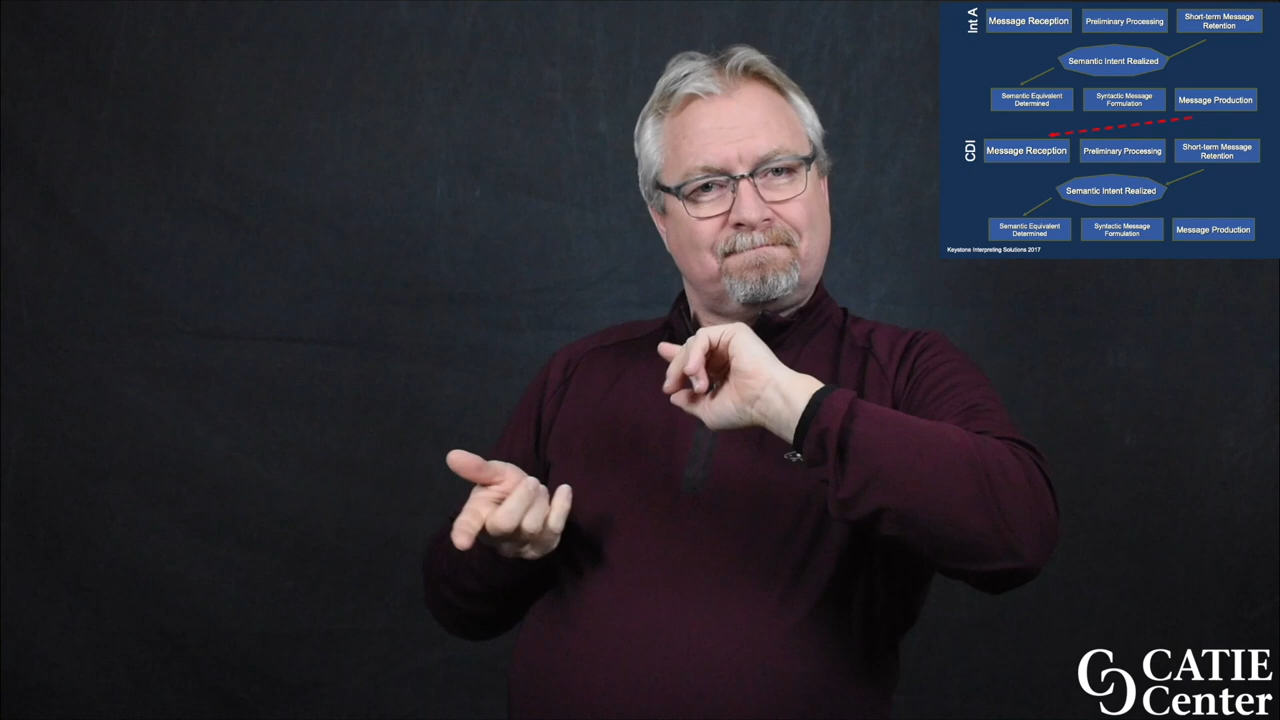 Int A
Message Reception
Preliminary Processing
Short-term Message
Retention
Semantic Intent Realized
Semantic Equivalent
Determined
Syntactic Message
Formulation
Message Production
CDI
Message Reception
Preliminary Processing
Short-term Message
Retention
Semantic Intent Realized
Semantic Equivalent
Determined
Syntactic Message
Formulation
Message Production
Keystone Interpreting Solutions 2017
CATIE
Center